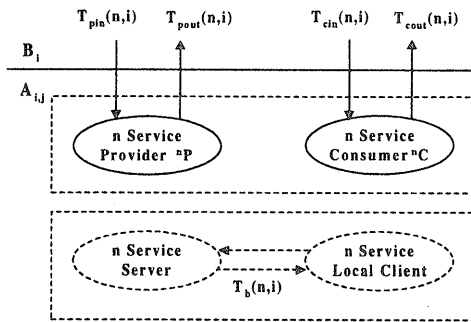 T_pin(n,i) T_pout(n,i) T_cin(n,i) T_cout(n,i)
B_i
A_i,j
n Service Provider ⁿP
n Service Consumer ⁿC
n Service Server
n Service Local Client
T_b(n,i)